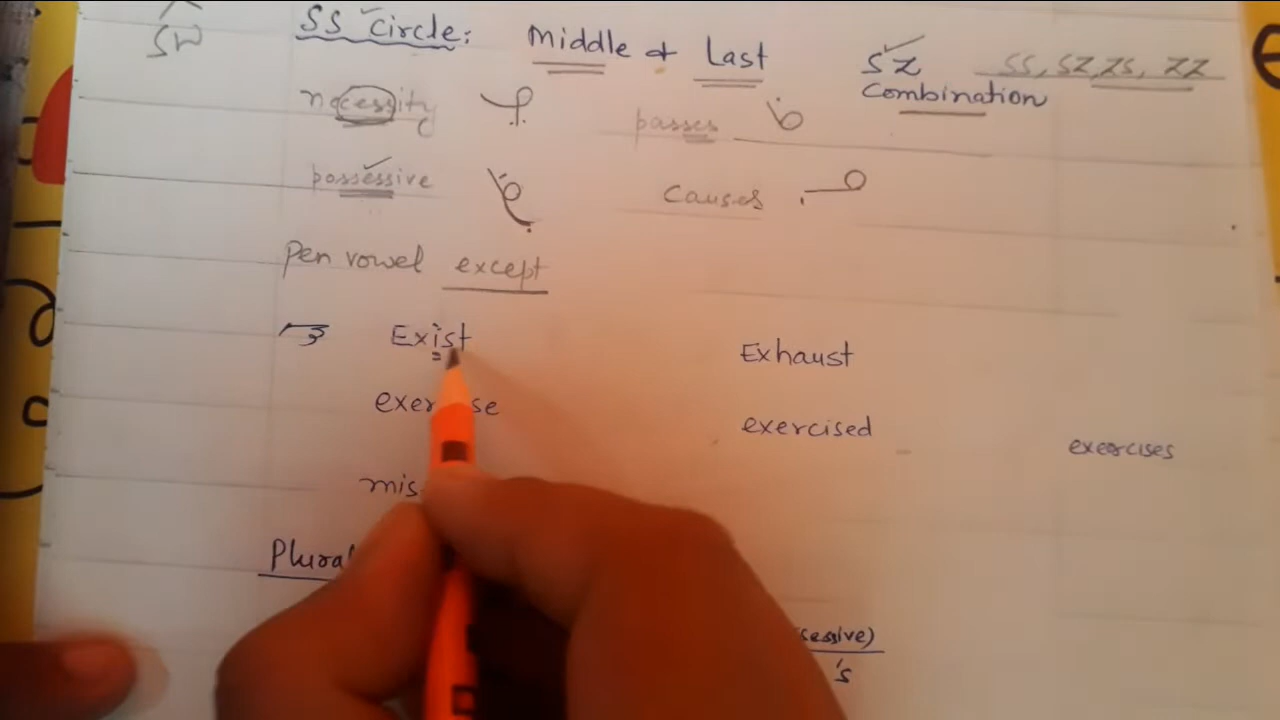 SW SS Circle: Middle & Last SZ SS, SZ, ZS, ZZ
Combination
necessity passes
possessive Causes
Pen vowel except
Exist Exhaust
exercised
exercises
mis
Plural
's